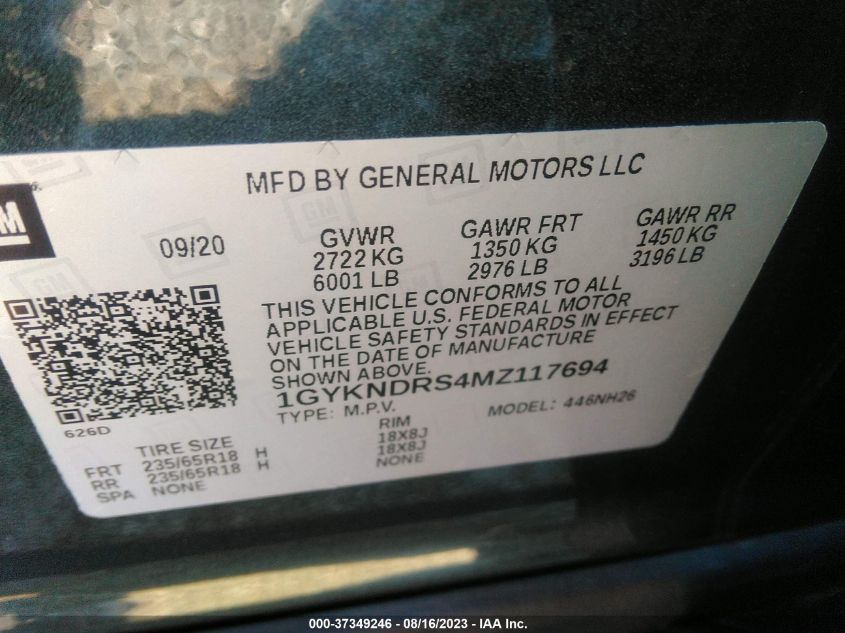 MFD BY GENERAL MOTORS LLC
GM
09/20 GVWR GAWR FRT GAWR RR
2722 KG 1350 KG 1450 KG
6001 LB 2976 LB 3196 LB
THIS VEHICLE CONFORMS TO ALL
APPLICABLE U.S. FEDERAL MOTOR
VEHICLE SAFETY STANDARDS IN EFFECT
ON THE DATE OF MANUFACTURE
SHOWN ABOVE.
1GYKNDRS4MZ117694
TYPE: M.P.V. MODEL: 446NH26
626D
TIRE SIZE RIM
FRT 235/65R18 H 18X8J
RR 235/65R18 H 18X8J
SPA NONE NONE
000-37349246 - 08/16/2023 - IAA Inc.